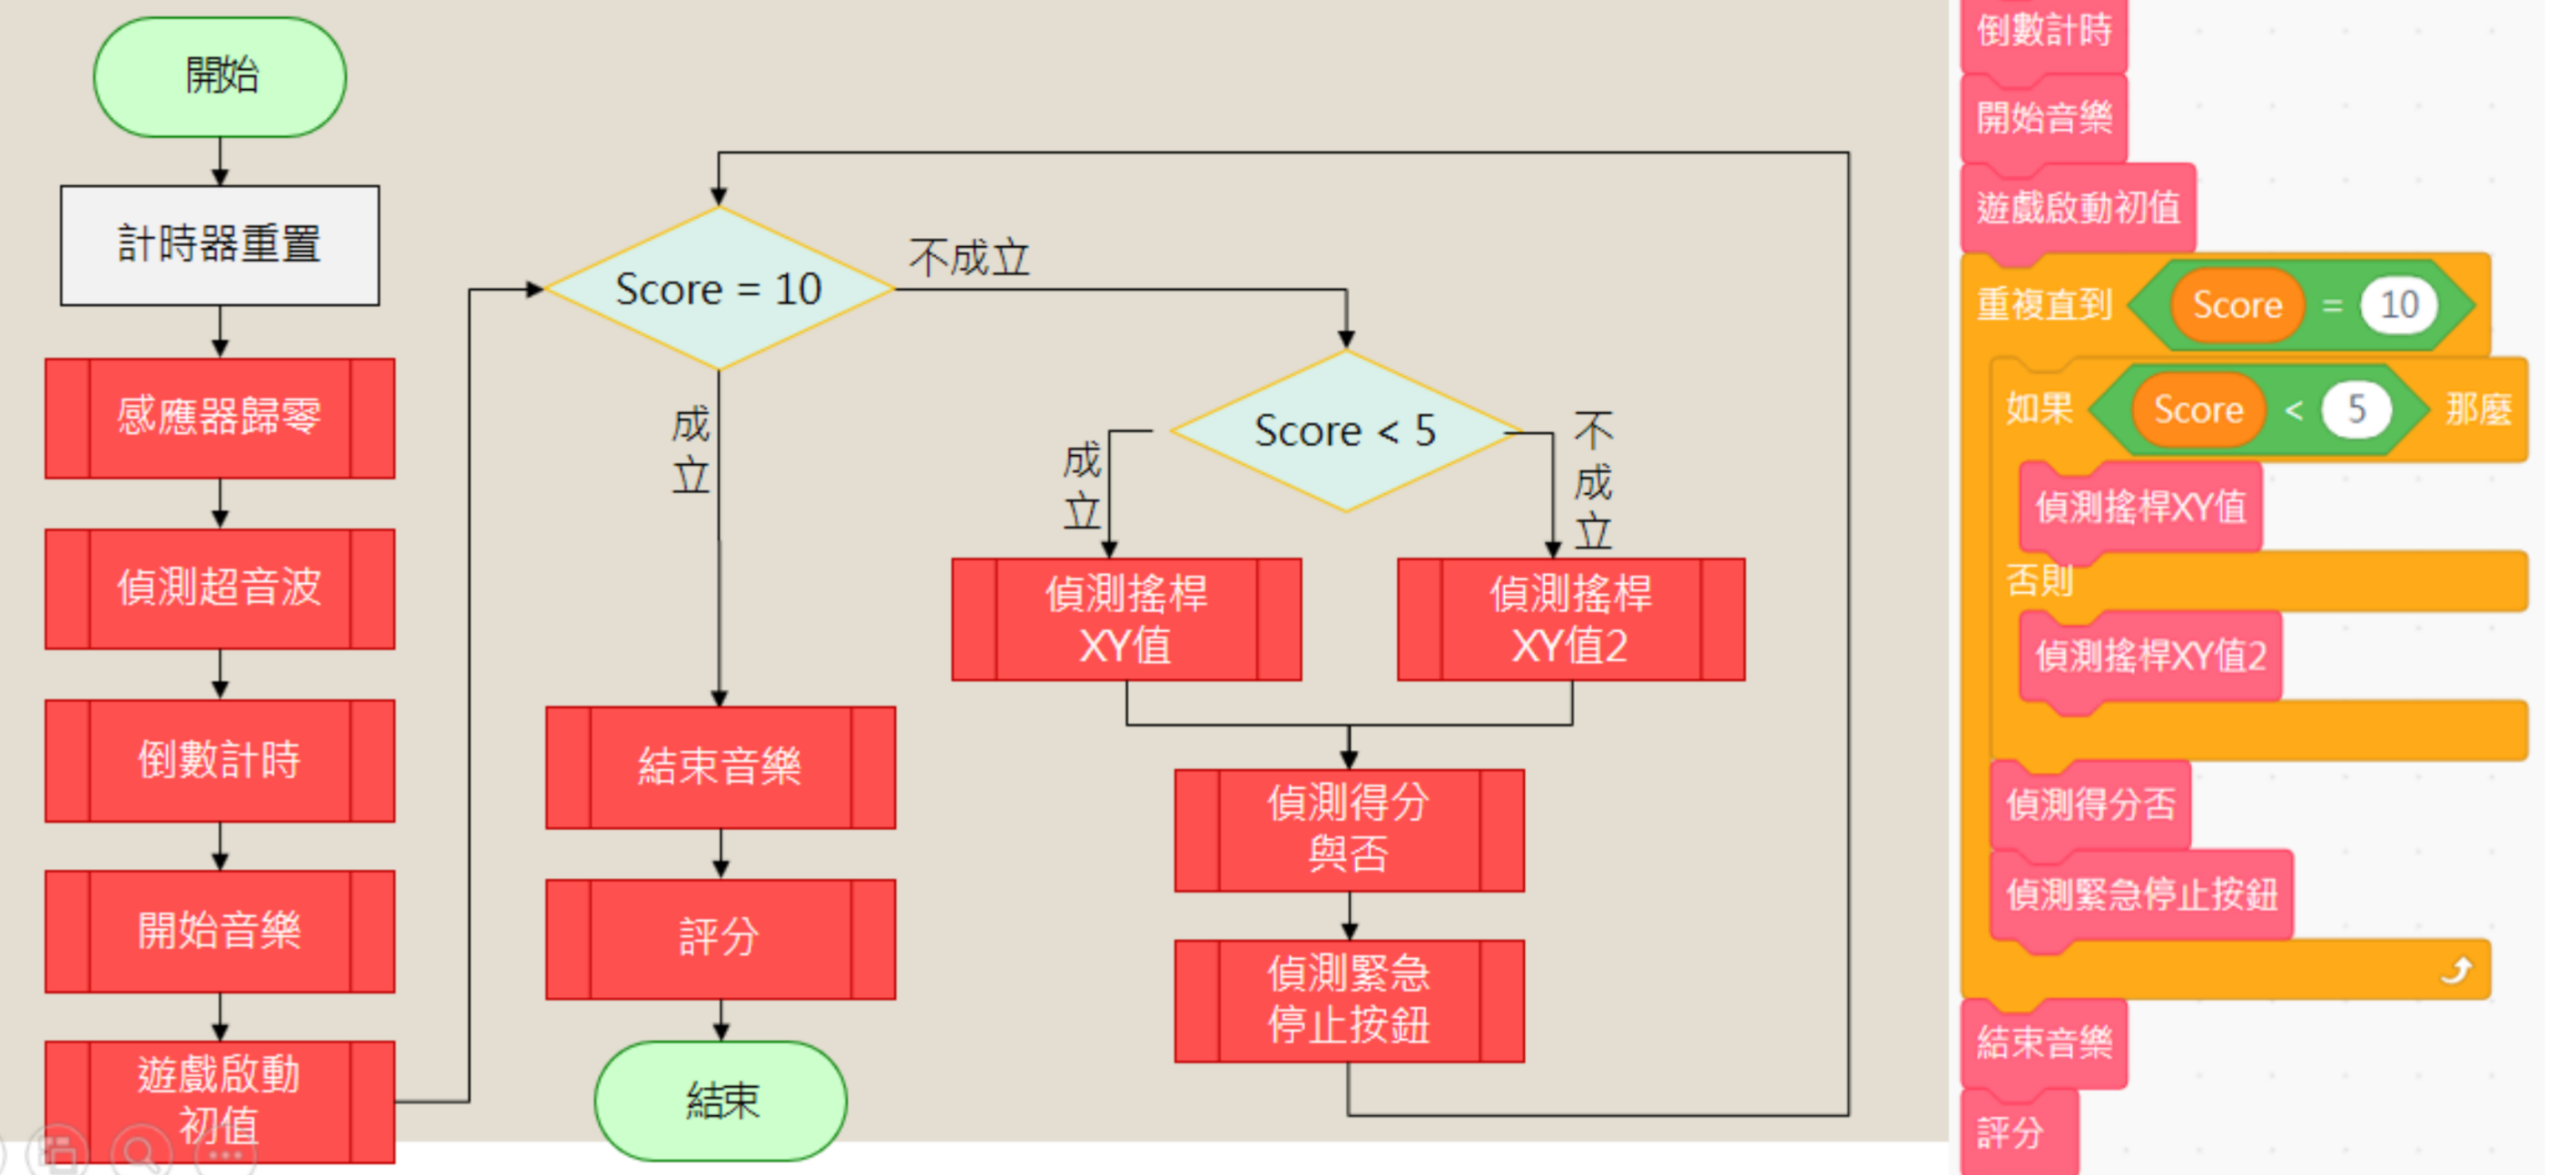 開始
計時器重置
感應器歸零
偵測超音波
倒數計時
開始音樂
遊戲啟動
初值
Score = 10
不成立
成
立
結束音樂
評分
結束
Score < 5
成
立
不
成
立
偵測搖桿
XY值
偵測搖桿
XY值2
偵測得分
與否
偵測緊急
停止按鈕
倒數計時
開始音樂
遊戲啟動初值
重複直到 Score = 10
如果 Score < 5 那麼
偵測搖桿XY值
否則
偵測搖桿XY值2
偵測得分否
偵測緊急停止按鈕
結束音樂
評分